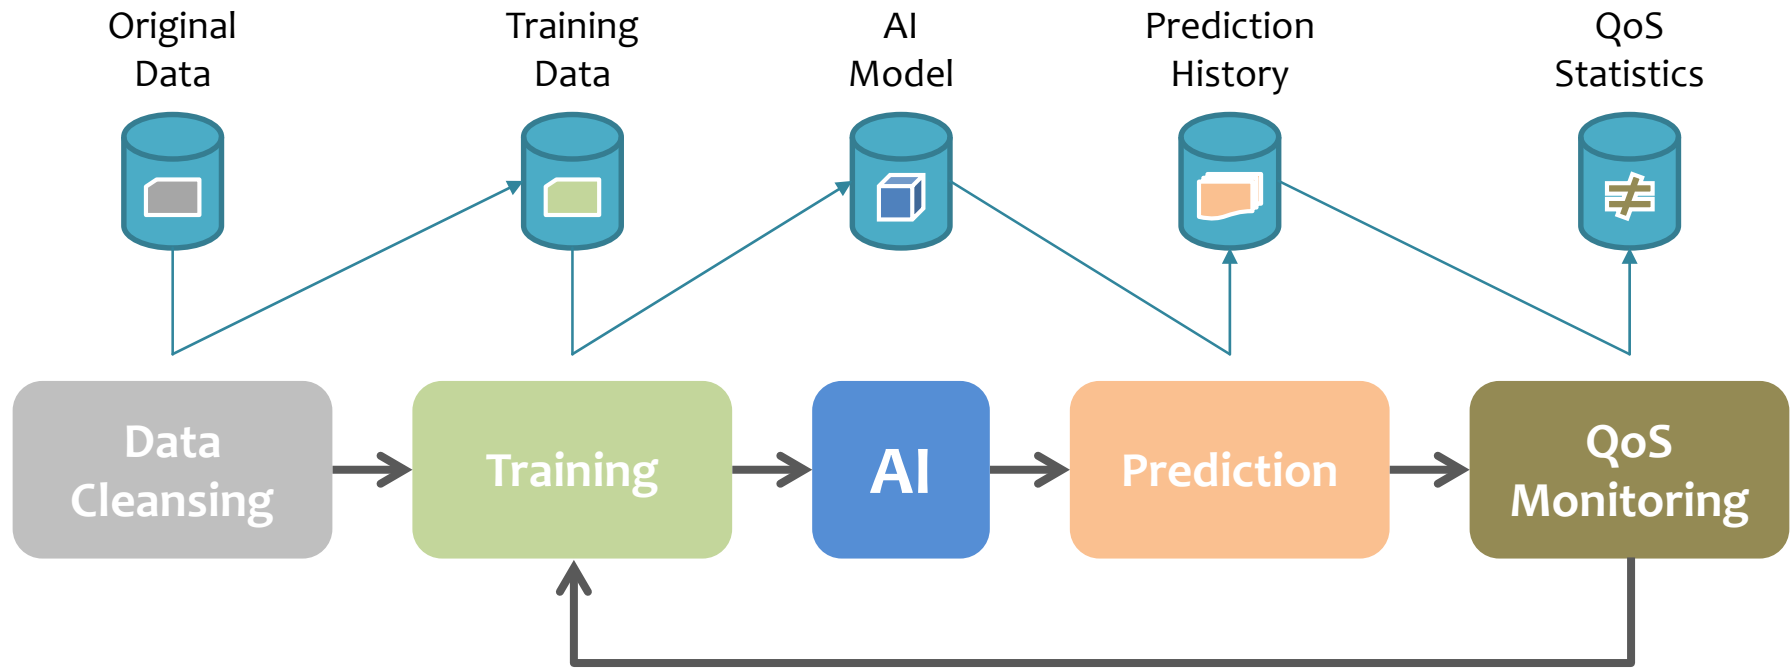 Original
Data
Training
Data
AI
Model
Prediction
History
QoS
Statistics
Data
Cleansing
Training
AI
Prediction
QoS
Monitoring